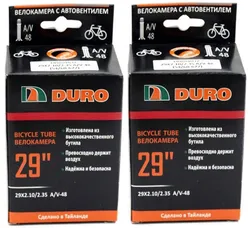 ВЕЛОКАМЕРА С АВТОВЕНТИЛЕМ
A/V
48
A/V
48
DURO
BICYCLE TUBE
ВЕЛОКАМЕРА
29"
Изготовлена из
высококачественного
бутила
Превосходно держит
воздух
Надёжна и безопасна
29X2.10/2.35 A/V-48
Сделано в Тайланде
ВЕЛОКАМЕРА С АВТОВЕНТИЛЕМ
A/V
48
A/V
48
DURO
BICYCLE TUBE
ВЕЛОКАМЕРА
29"
Изготовлена из
высококачественного
бутила
Превосходно держит
воздух
Надёжна и безопасна
29X2.10/2.35 A/V-48
Сделано в Тайланде